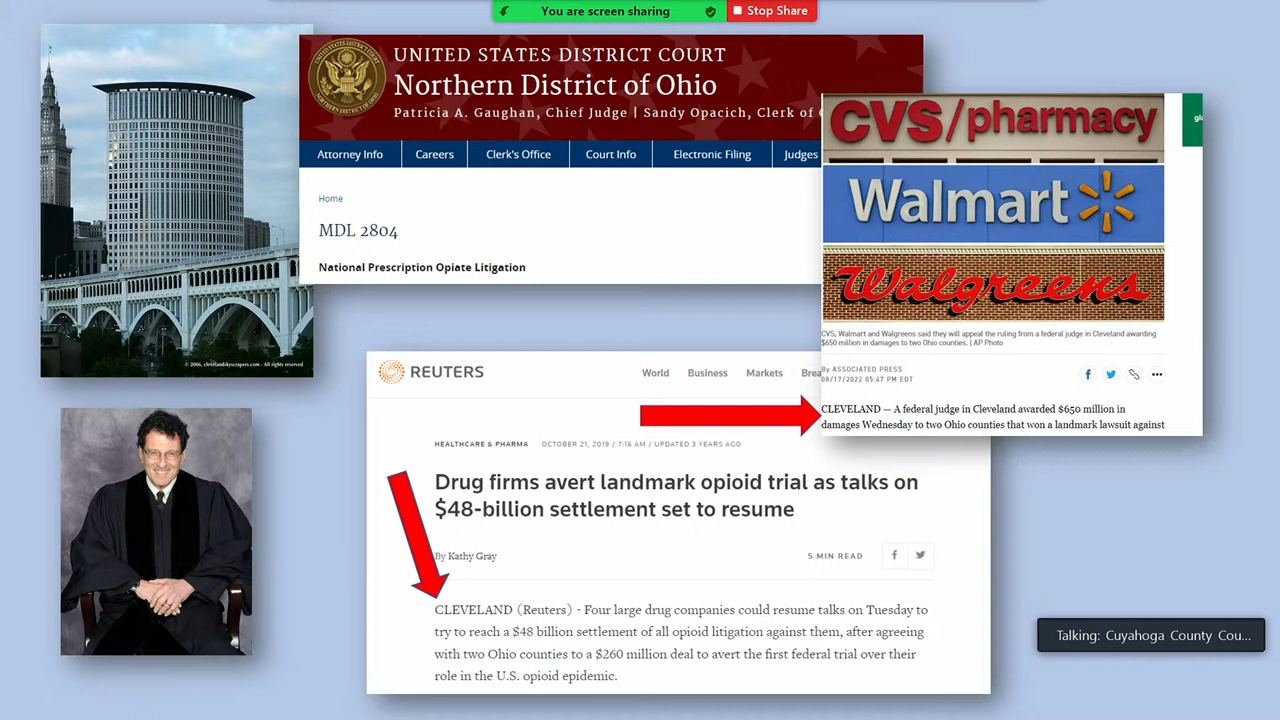 You are screen sharing
Stop Share
UNITED STATES DISTRICT COURT
Northern District of Ohio
Patricia A. Gaughan, Chief Judge | Sandy Opacich, Clerk of
Attorney Info
Careers
Clerk's Office
Court Info
Electronic Filing
Judges
Home
MDL 2804
National Prescription Opiate Litigation
© 2006, clevelandskyscrapers.com - All rights reserved
CVS/pharmacy
Walmart
Walgreens
CVS, Walmart and Walgreens said they will appeal the ruling from a federal judge in Cleveland awarding
$650 million in damages to two Ohio counties. | AP Photo
By ASSOCIATED PRESS
08/17/2022 05:47 PM EDT
CLEVELAND — A federal judge in Cleveland awarded $650 million in
damages Wednesday to two Ohio counties that won a landmark lawsuit against
REUTERS
World
Business
Markets
Brea
HEALTHCARE & PHARMA
OCTOBER 21, 2019 / 7:16 AM / UPDATED 3 YEARS AGO
Drug firms avert landmark opioid trial as talks on
$48-billion settlement set to resume
By Kathy Gray
5 MIN READ
CLEVELAND (Reuters) - Four large drug companies could resume talks on Tuesday to
try to reach a $48 billion settlement of all opioid litigation against them, after agreeing
with two Ohio counties to a $260 million deal to avert the first federal trial over their
role in the U.S. opioid epidemic.
Talking: Cuyahoga County Cou...